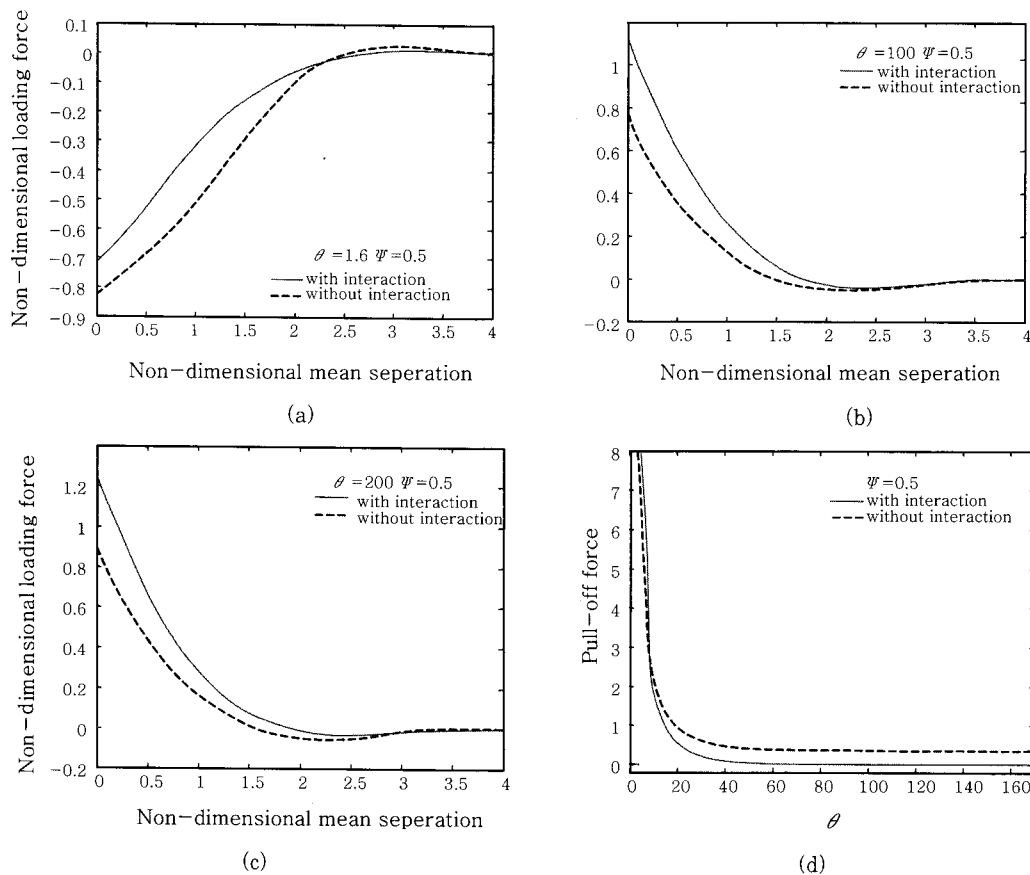 Non-dimensional loading force
0.1
0
-0.1
-0.2
-0.3
-0.4
-0.5
-0.6
-0.7
-0.8
-0.9
θ=1.6 Ψ=0.5
with interaction
without interaction
0 0.5 1 1.5 2 2.5 3 3.5 4
Non-dimensional mean seperation
(a)
Non-dimensional loading force
1
0.8
0.6
0.4
0.2
0
-0.2
θ=100 Ψ=0.5
with interaction
without interaction
0 0.5 1 1.5 2 2.5 3 3.5 4
Non-dimensional mean seperation
(b)
Non-dimensional loading force
1.2
1
0.8
0.6
0.4
0.2
0
-0.2
θ=200 Ψ=0.5
with interaction
without interaction
0 0.5 1 1.5 2 2.5 3 3.5 4
Non-dimensional mean seperation
(c)
Pull-off force
8
7
6
5
4
3
2
1
0
Ψ=0.5
with interaction
without interaction
0 20 40 60 80 100 120 140 160
θ
(d)